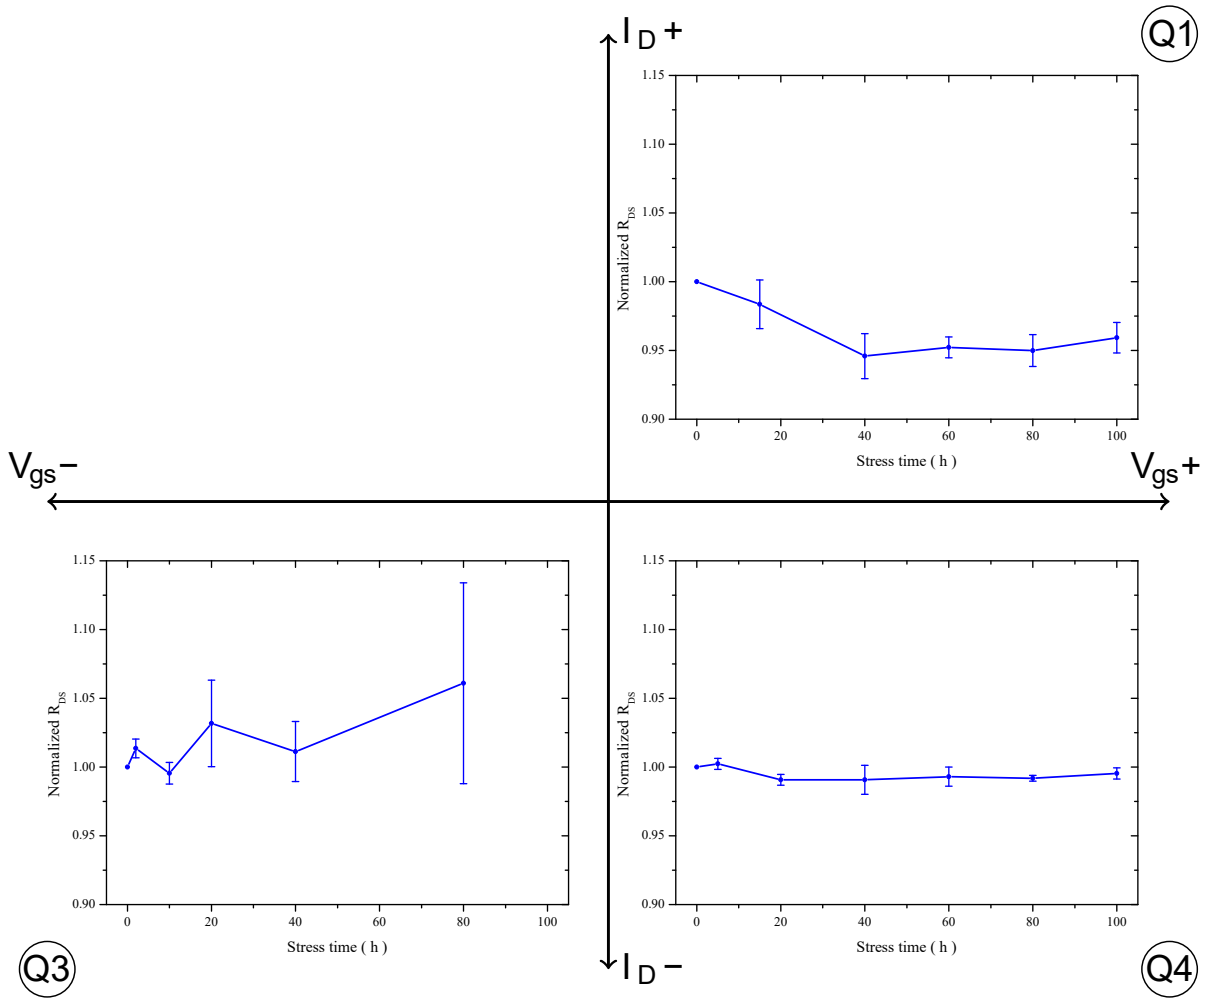 I D +
Q1
1.15
1.10
1.05
1.00
0.95
0.90
Normalized R DS
0 20 40 60 80 100
Stress time ( h )
Vgs−
Vgs+
1.15
1.10
1.05
1.00
0.95
0.90
Normalized R DS
0 20 40 60 80 100
Stress time ( h )
1.15
1.10
1.05
1.00
0.95
0.90
Normalized R DS
0 20 40 60 80 100
Stress time ( h )
Q3
I D −
Q4